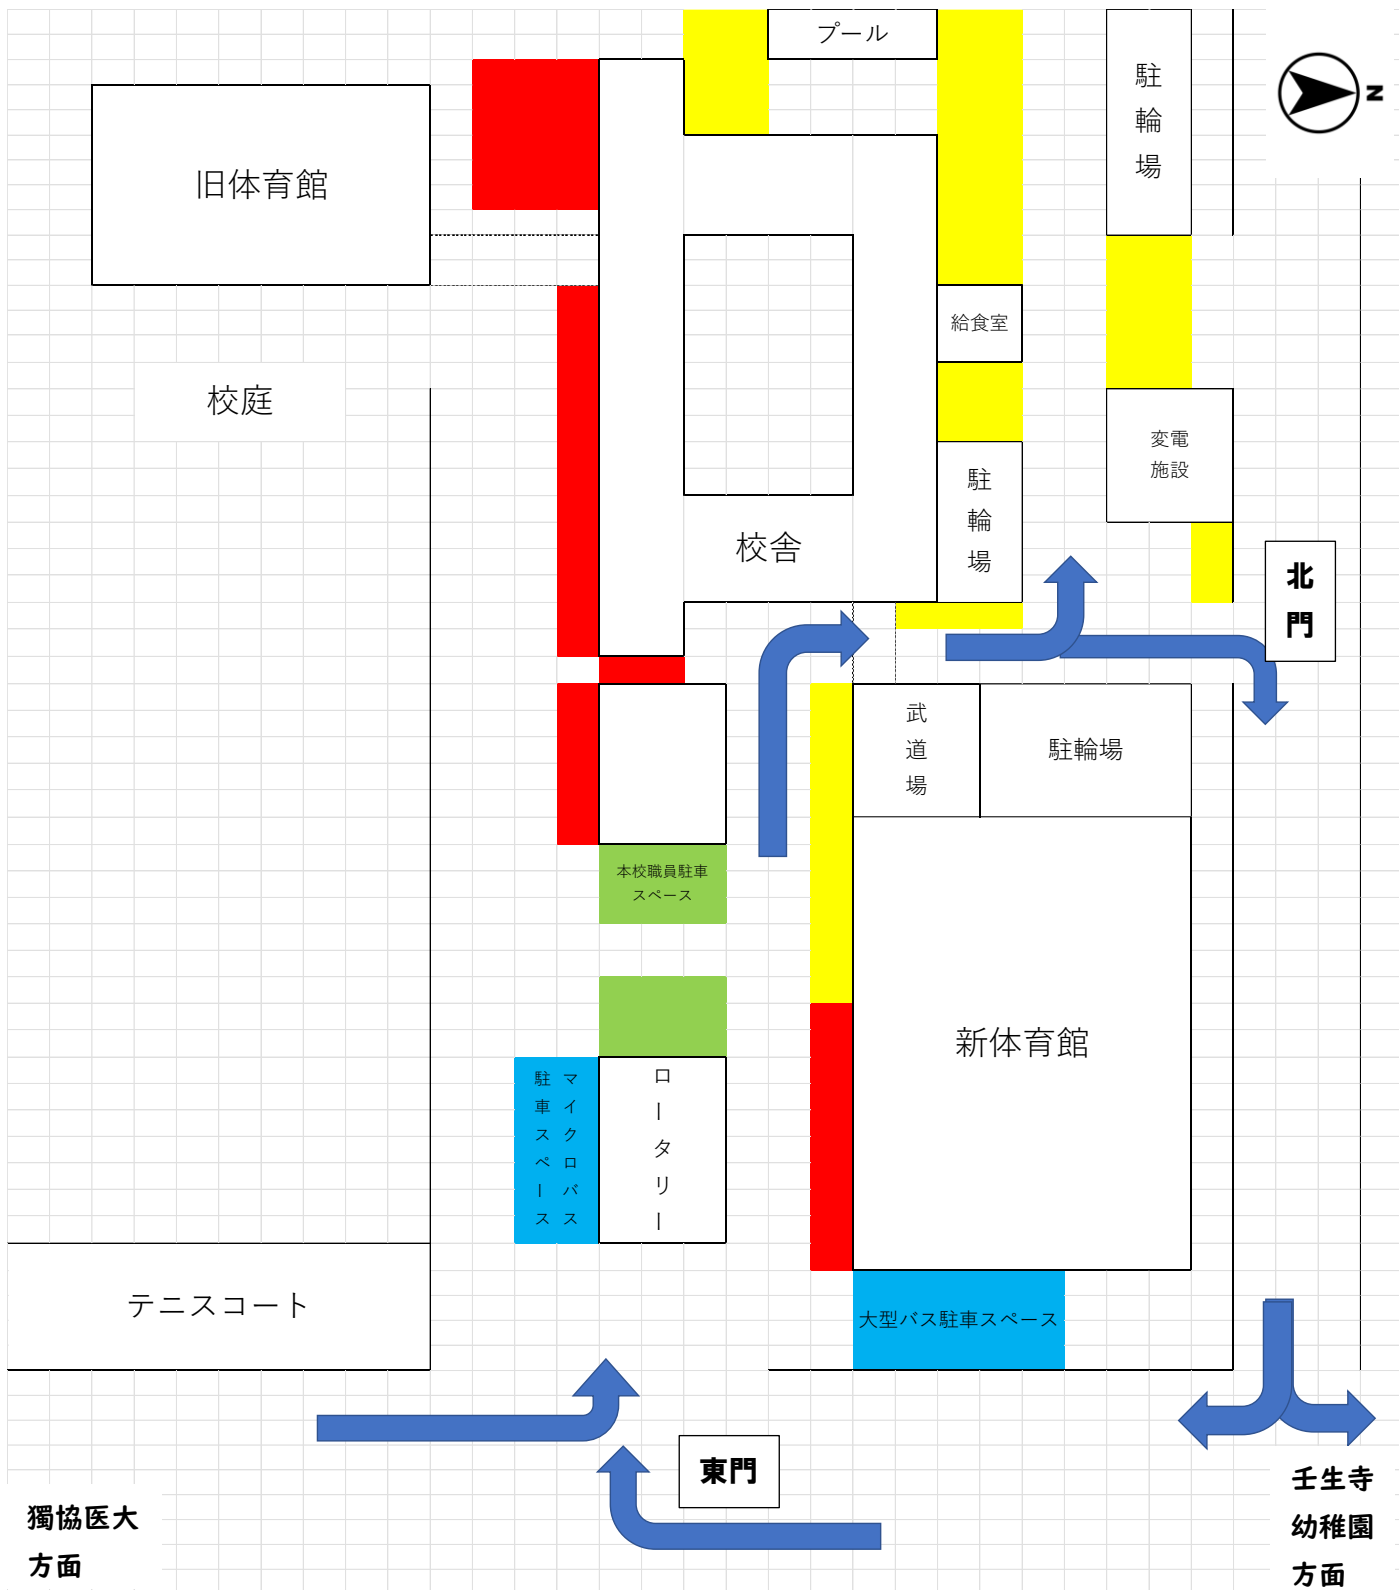 プール
駐輪場
N
旧体育館
給食室
校庭
変電
施設
駐輪場
校舎
北門
武道場
駐輪場
本校職員駐車
スペース
新体育館
マイクロバス
駐車スペース
ロータリー
テニスコート
大型バス駐車スペース
東門
獨協医大
方面
壬生寺
幼稚園
方面